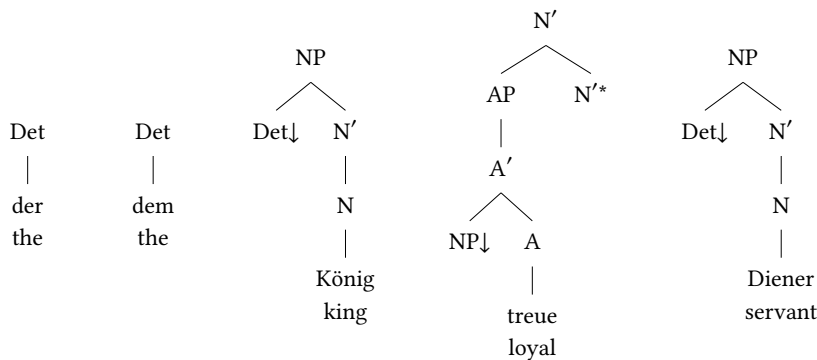 N′
NP NP
AP N′*
Det Det Det↓ N′ Det↓ N′
A′
der dem N N
the the
NP↓ A
König Diener
king servant
treue
loyal